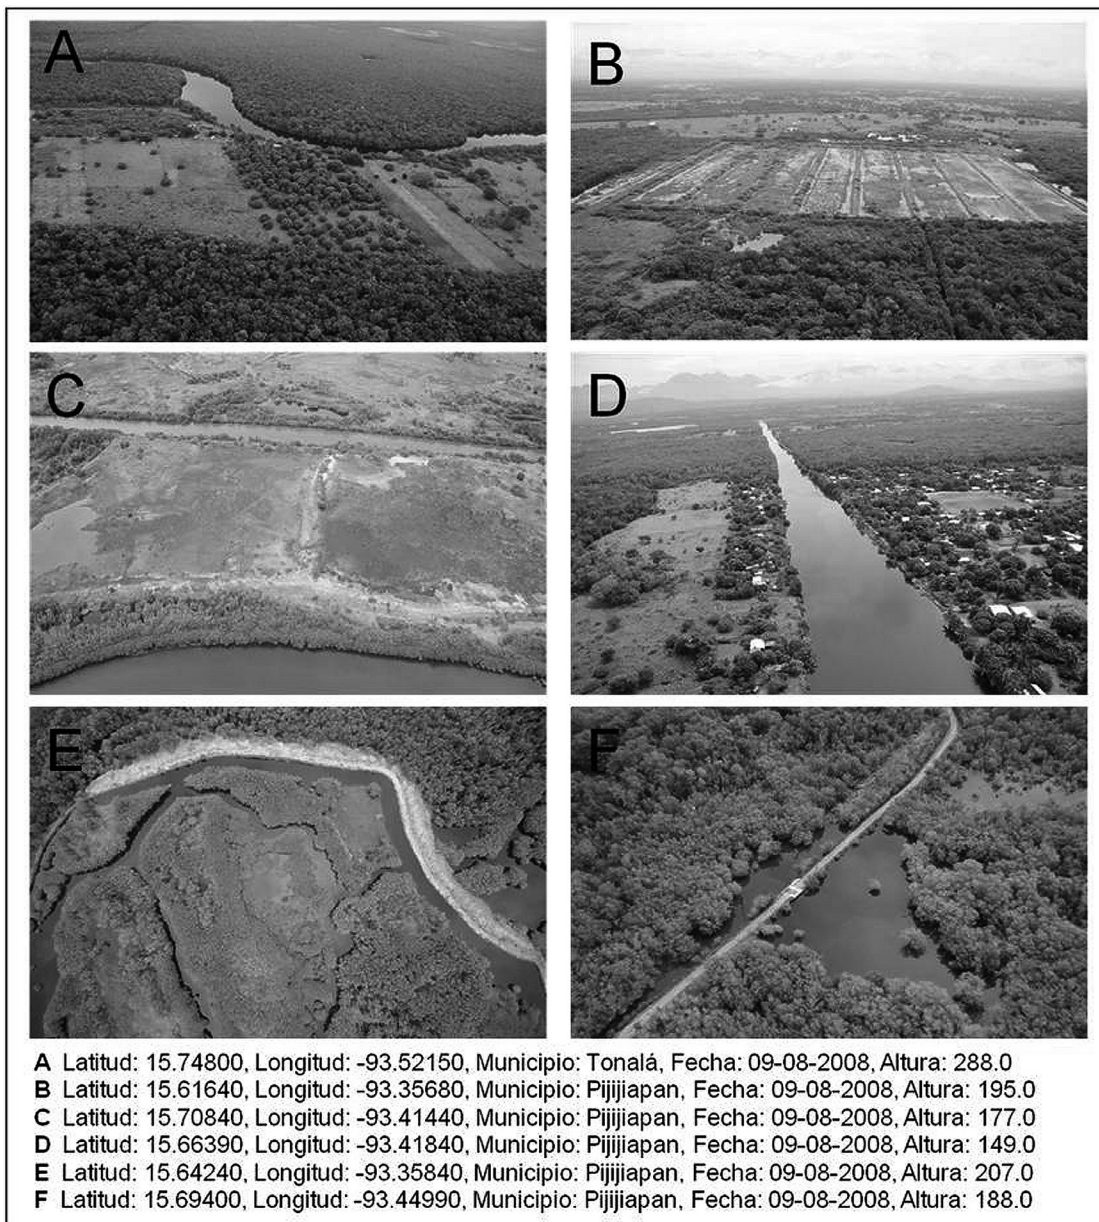 A
B
C
D
E
F
A Latitud: 15.74800, Longitud: -93.52150, Municipio: Tonalá, Fecha: 09-08-2008, Altura: 288.0
B Latitud: 15.61640, Longitud: -93.35680, Municipio: Pijijiapan, Fecha: 09-08-2008, Altura: 195.0
C Latitud: 15.70840, Longitud: -93.41440, Municipio: Pijijiapan, Fecha: 09-08-2008, Altura: 177.0
D Latitud: 15.66390, Longitud: -93.41840, Municipio: Pijijiapan, Fecha: 09-08-2008, Altura: 149.0
E Latitud: 15.64240, Longitud: -93.35840, Municipio: Pijijiapan, Fecha: 09-08-2008, Altura: 207.0
F Latitud: 15.69400, Longitud: -93.44990, Municipio: Pijijiapan, Fecha: 09-08-2008, Altura: 188.0